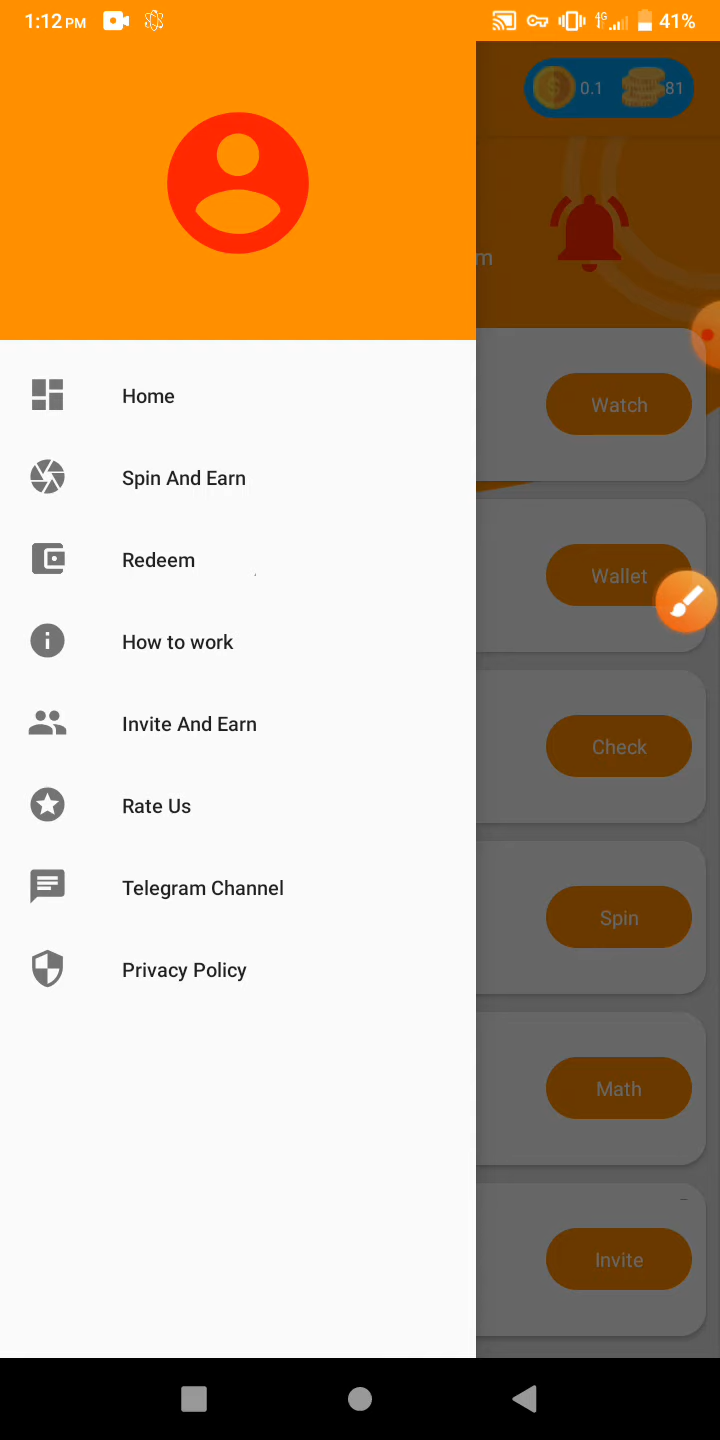 1:12 PM 4G 41%
0.1 81
m
Home
Watch
Spin And Earn
Redeem
Wallet
How to work
Invite And Earn
Check
Rate Us
Telegram Channel
Spin
Privacy Policy
Math
Invite